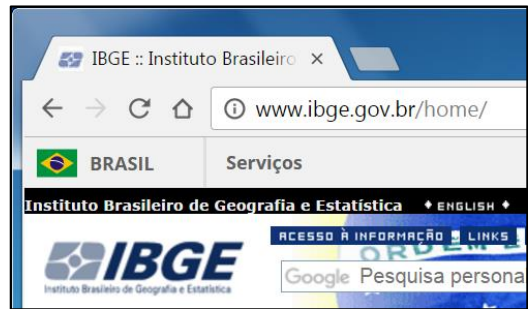 IBGE :: Instituto Brasileiro
www.ibge.gov.br/home/
BRASIL Serviços
Instituto Brasileiro de Geografia e Estatística ENGLISH
ACESSO À INFORMAÇÃO LINKS
ORDEM E
IBGE
Instituto Brasileiro de Geografia e Estatística
Google Pesquisa persona